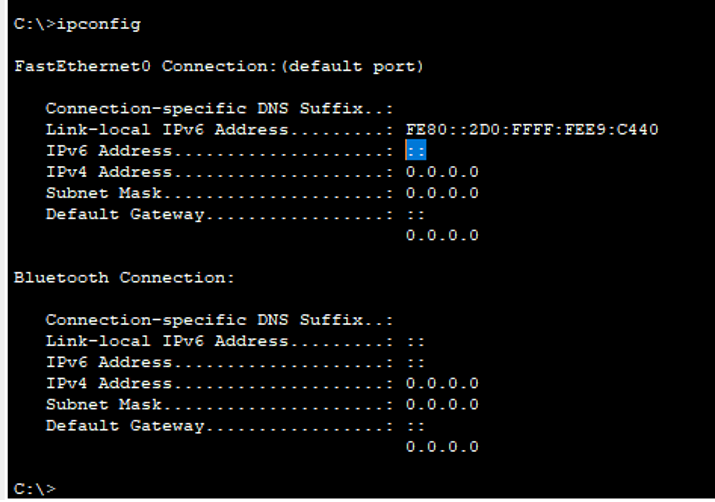 C:\>ipconfig
FastEthernet0 Connection:(default port)
Connection-specific DNS Suffix..:
Link-local IPv6 Address.........: FE80::2D0:FFFF:FEE9:C440
IPv6 Address....................: ::
IPv4 Address....................: 0.0.0.0
Subnet Mask.....................: 0.0.0.0
Default Gateway.................: ::
0.0.0.0
Bluetooth Connection:
Connection-specific DNS Suffix..:
Link-local IPv6 Address.........: ::
IPv6 Address....................: ::
IPv4 Address....................: 0.0.0.0
Subnet Mask.....................: 0.0.0.0
Default Gateway.................: ::
0.0.0.0
C:\>